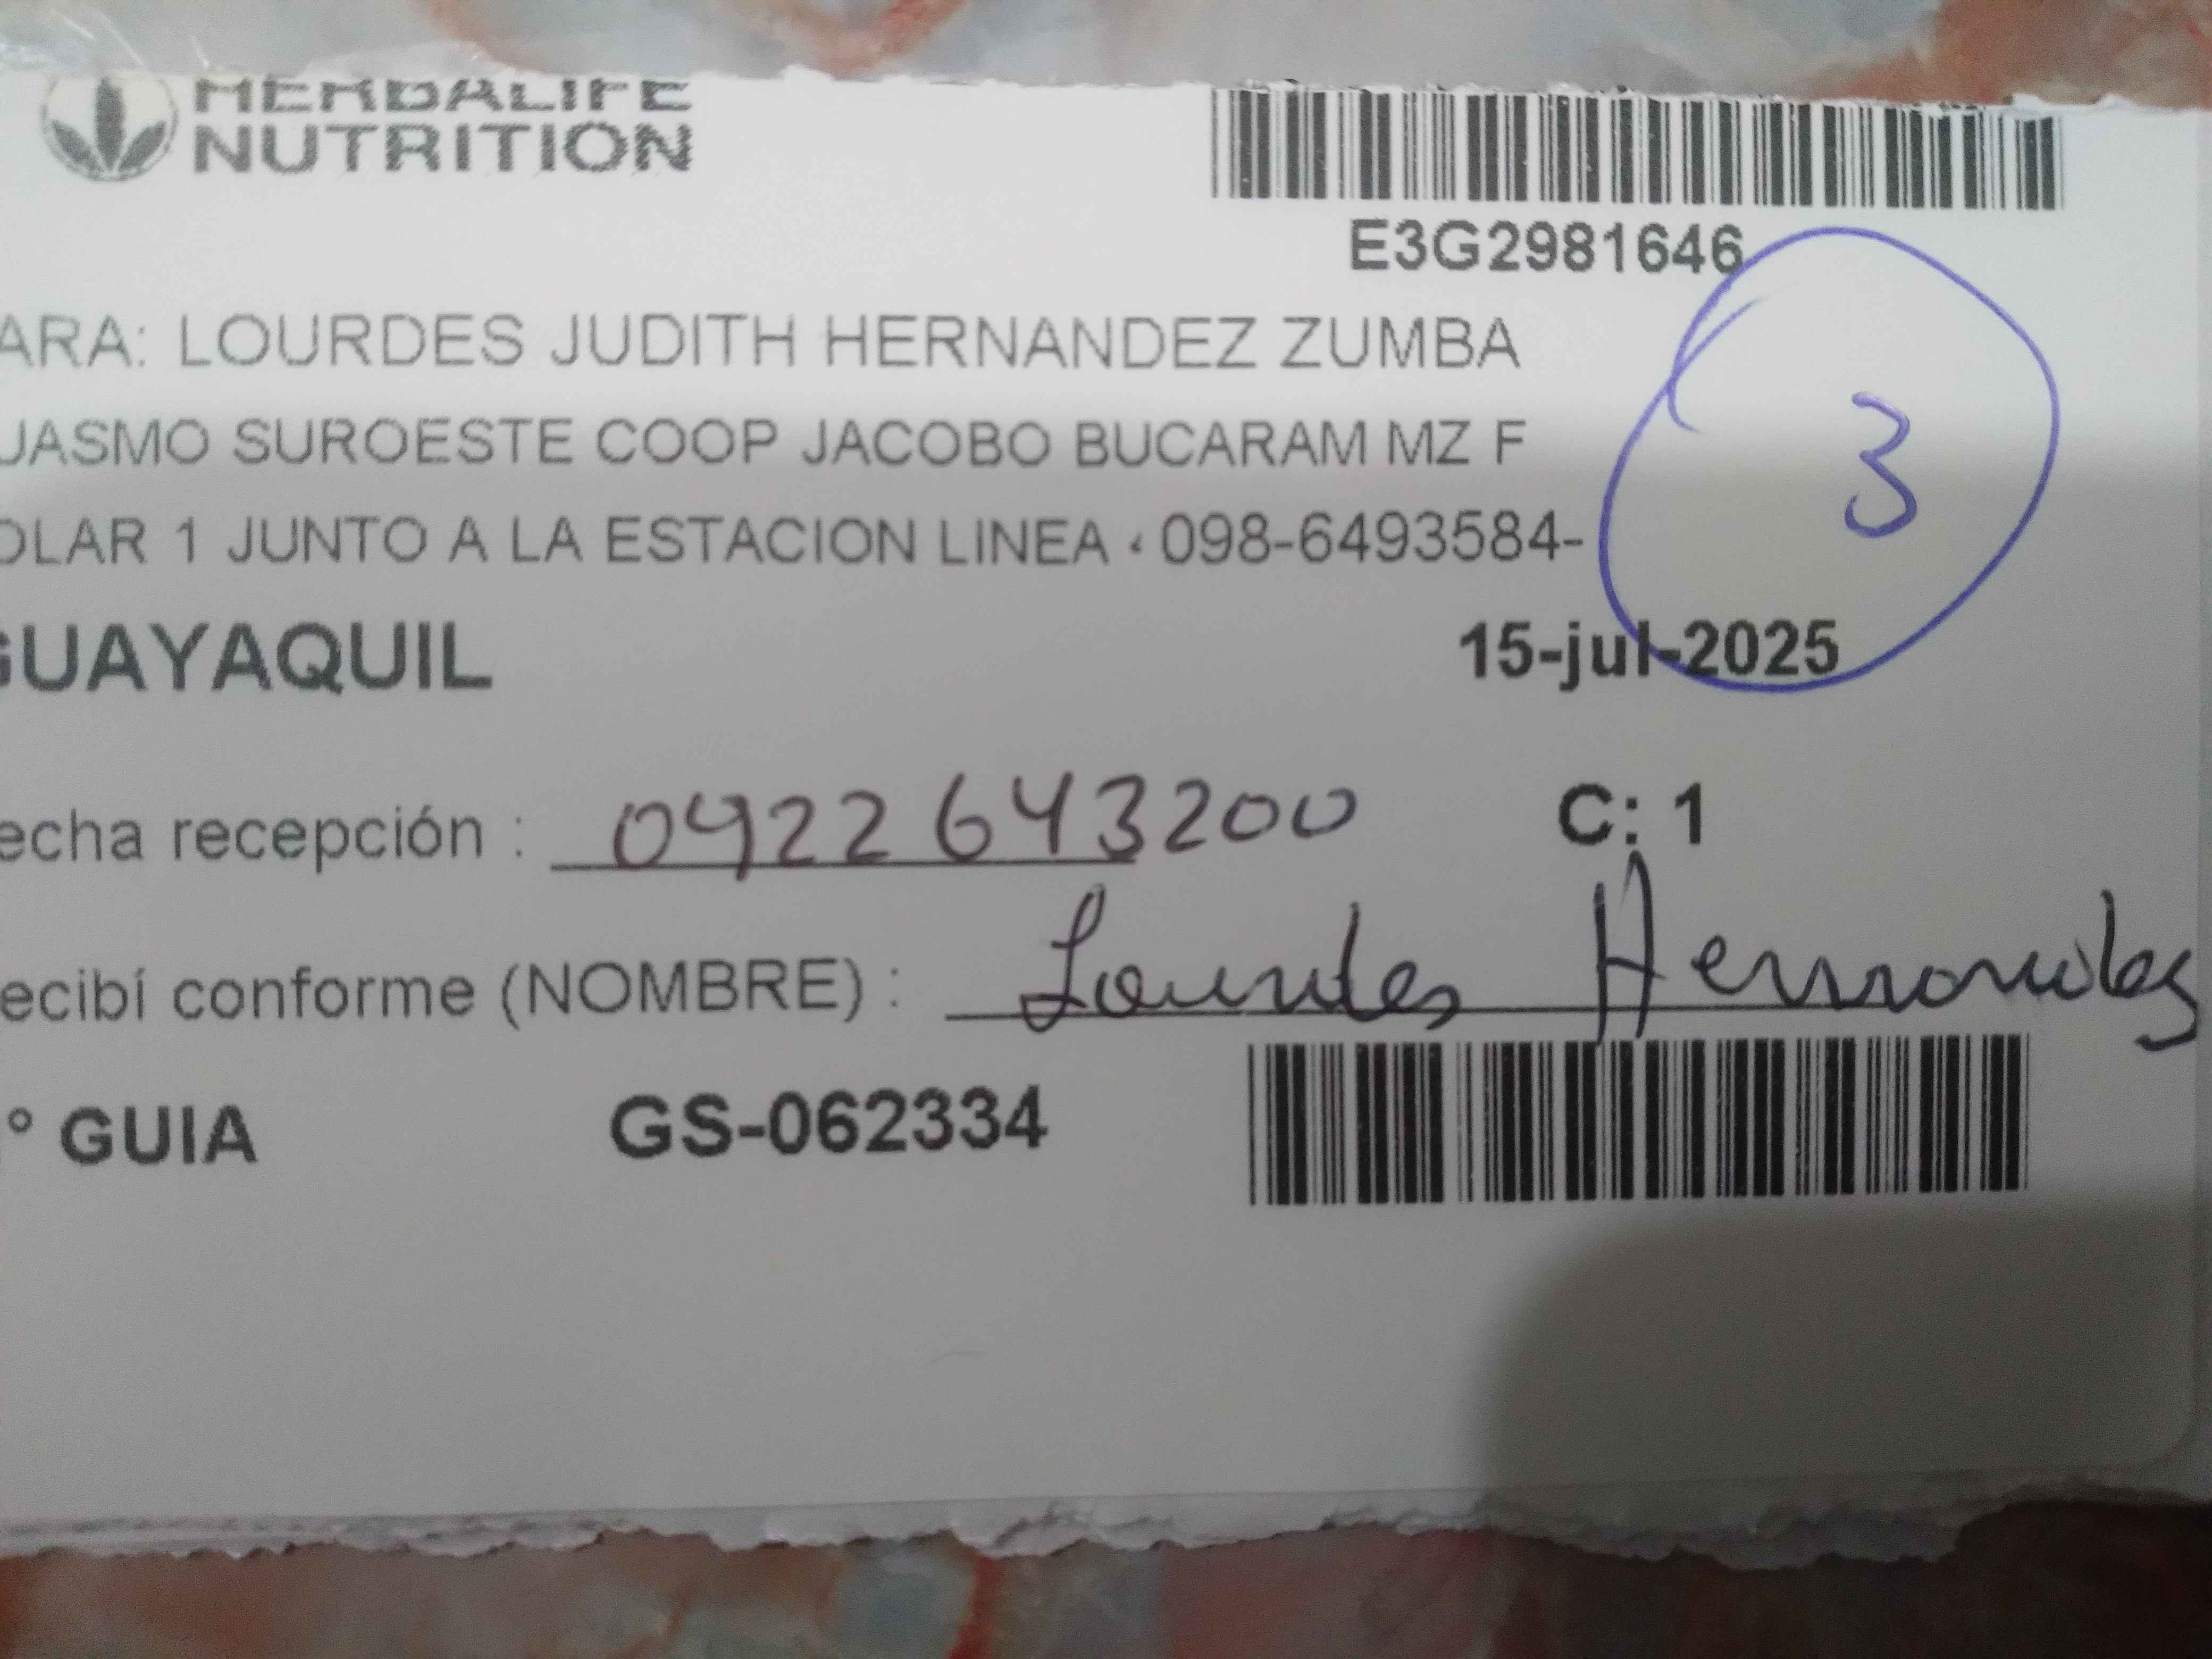 HERBALIFE
NUTRITION
E3G2981646
ARA: LOURDES JUDITH HERNANDEZ ZUMBA
UASMO SUROESTE COOP JACOBO BUCARAM MZ F
OLAR 1 JUNTO A LA ESTACION LINEA 098-6493584-
3
GUAYAQUIL 15-jul-2025
echa recepción : 0922643200 C: 1
ecibí conforme (NOMBRE) : Lourdes Hernandez
° GUIA GS-062334